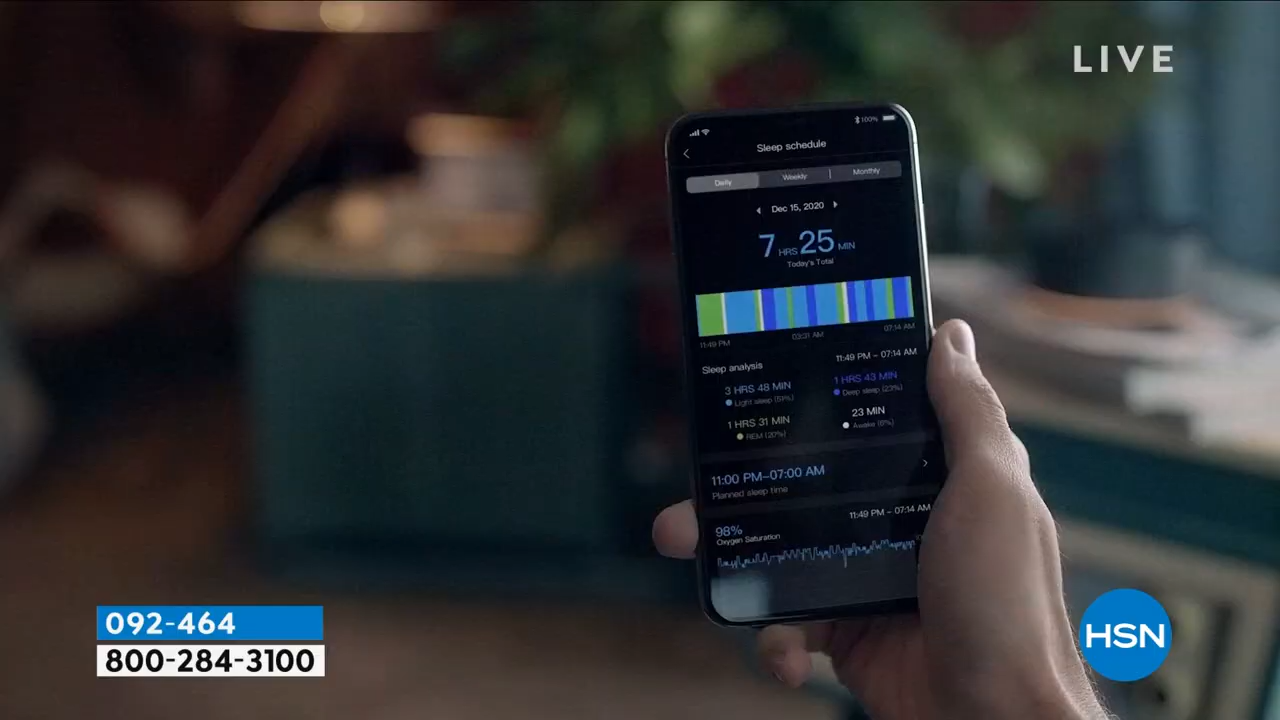 LIVE
100%
Sleep schedule
Daily Weekly Monthly
Dec 15, 2020
7 HRS 25 MIN
Today's Total
11:49 PM 03:31 AM 07:14 AM
Sleep analysis 11:49 PM – 07:14 AM
3 HRS 48 MIN 1 HRS 43 MIN
Light sleep (51%) Deep sleep (23%)
1 HRS 31 MIN 23 MIN
REM (20%) Awake (6%)
11:00 PM–07:00 AM
Planned sleep time
98% 11:49 PM – 07:14 AM
Oxygen Saturation
092-464
800-284-3100
HSN